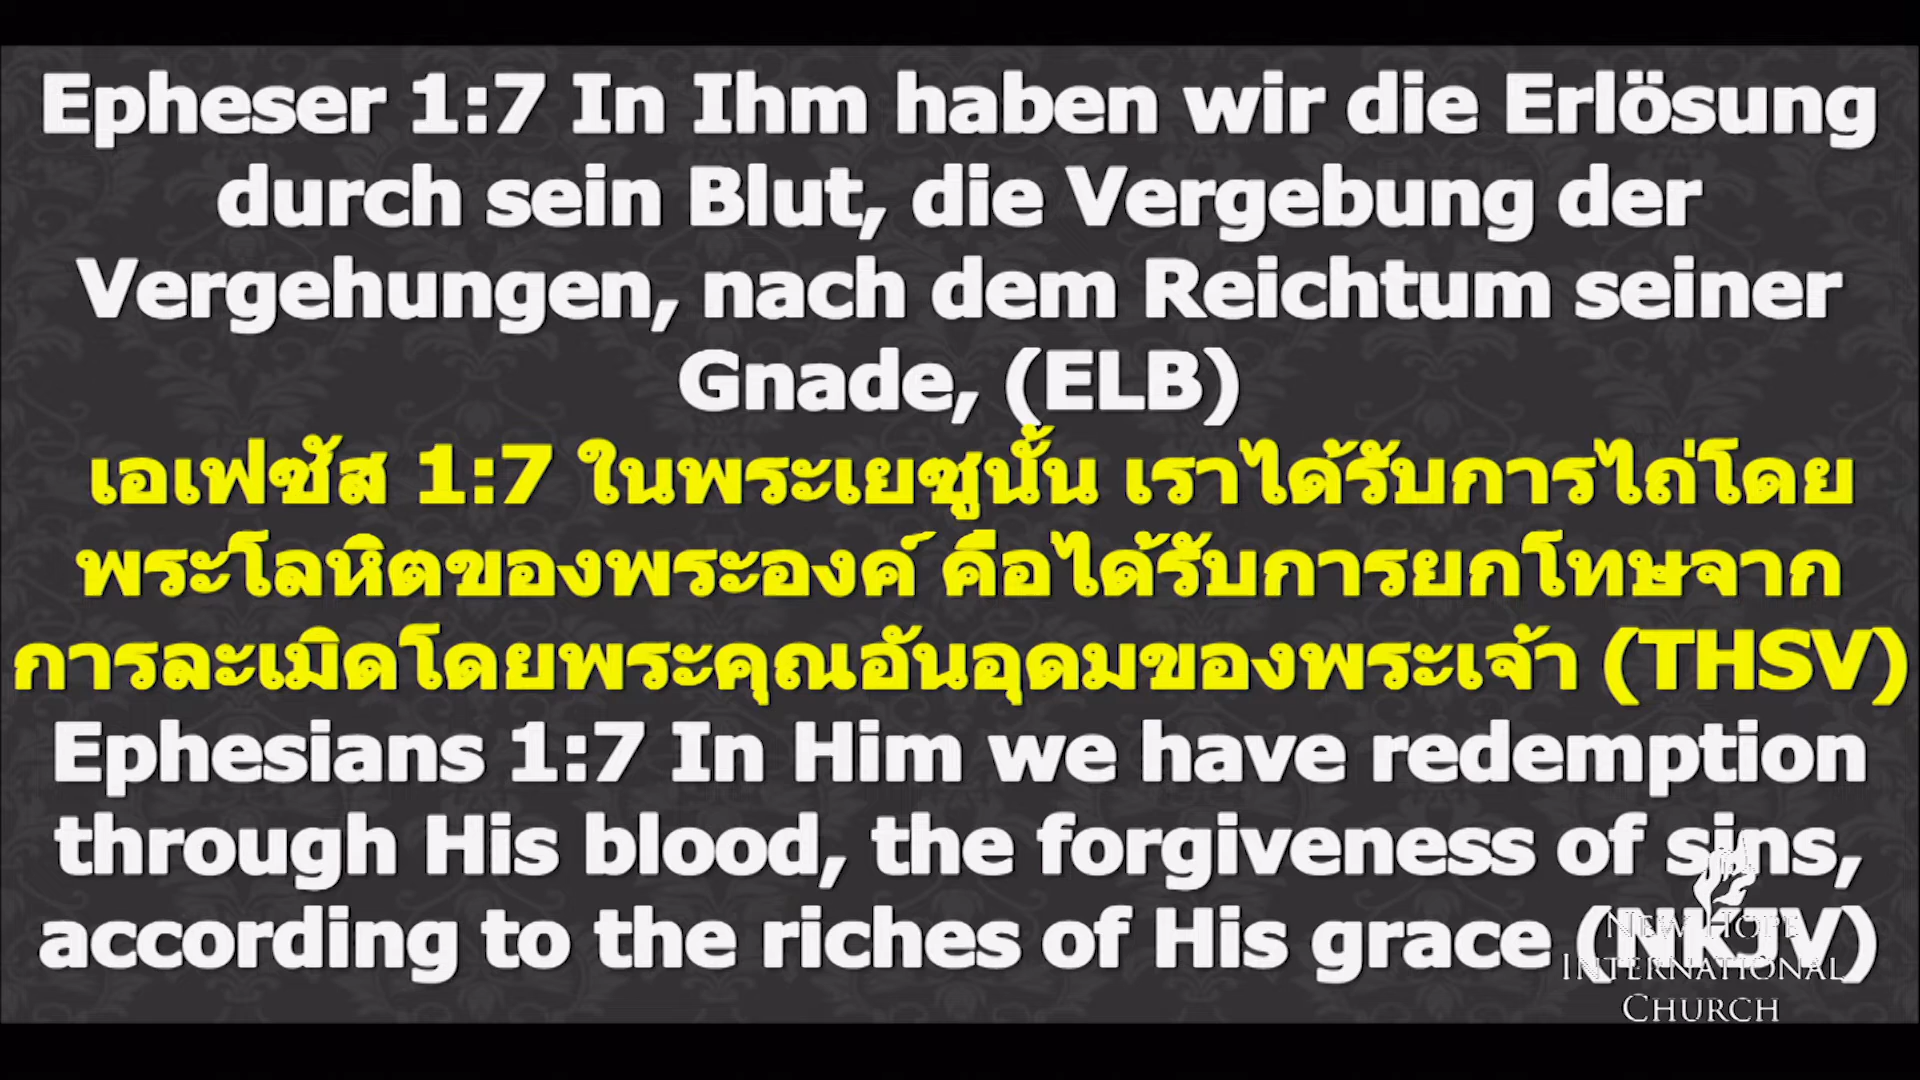 Epheser 1:7 In Ihm haben wir die Erlösung
durch sein Blut, die Vergebung der
Vergehungen, nach dem Reichtum seiner
Gnade, (ELB)
เอเฟซัส 1:7 ในพระเยซูนั้น เราได้รับการไถ่โดย
พระโลหิตของพระองค์ คือได้รับการยกโทษจาก
การละเมิดโดยพระคุณอันอุดมของพระเจ้า (THSV)
Ephesians 1:7 In Him we have redemption
through His blood, the forgiveness of sins,
according to the riches of His grace (NKJV)
New Hope
International
Church